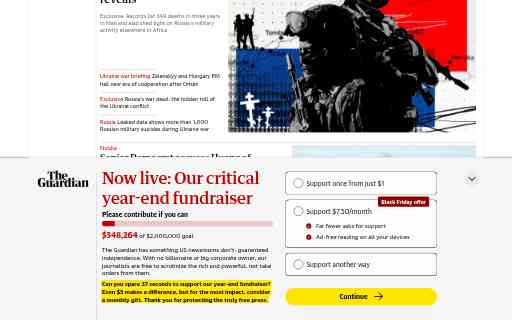 reveals
Exclusive Records list 349 deaths in three years
in Mali and also shed light on Russia's military
activity elsewhere in Africa
Ukraine war briefing Zelenskyy and Hungary PM
hail new era of cooperation after Orbán
Exclusive Russia's war dead: the hidden toll of
the Ukraine conflict
Russia Leaked data shows more than 1,000
Russian military suicides during Ukraine war
The
Guardian
Now live: Our critical
year-end fundraiser
Please contribute if you can
$348,264 of $2,000,000 goal
The Guardian has something US newsrooms don't: guaranteed
independence. With no billionaire or big corporate owner, our
journalists are free to scrutinize the rich and powerful, not take
orders from them.
Can you spare 37 seconds to support our year-end fundraiser?
Even $5 makes a difference, but for the most impact, consider
a monthly gift. Thank you for protecting the truly free press.
Support once from just $1
Black Friday offer
Support $7.50/month
Far fewer asks for support
Ad-free reading on all your devices
Support another way
Continue